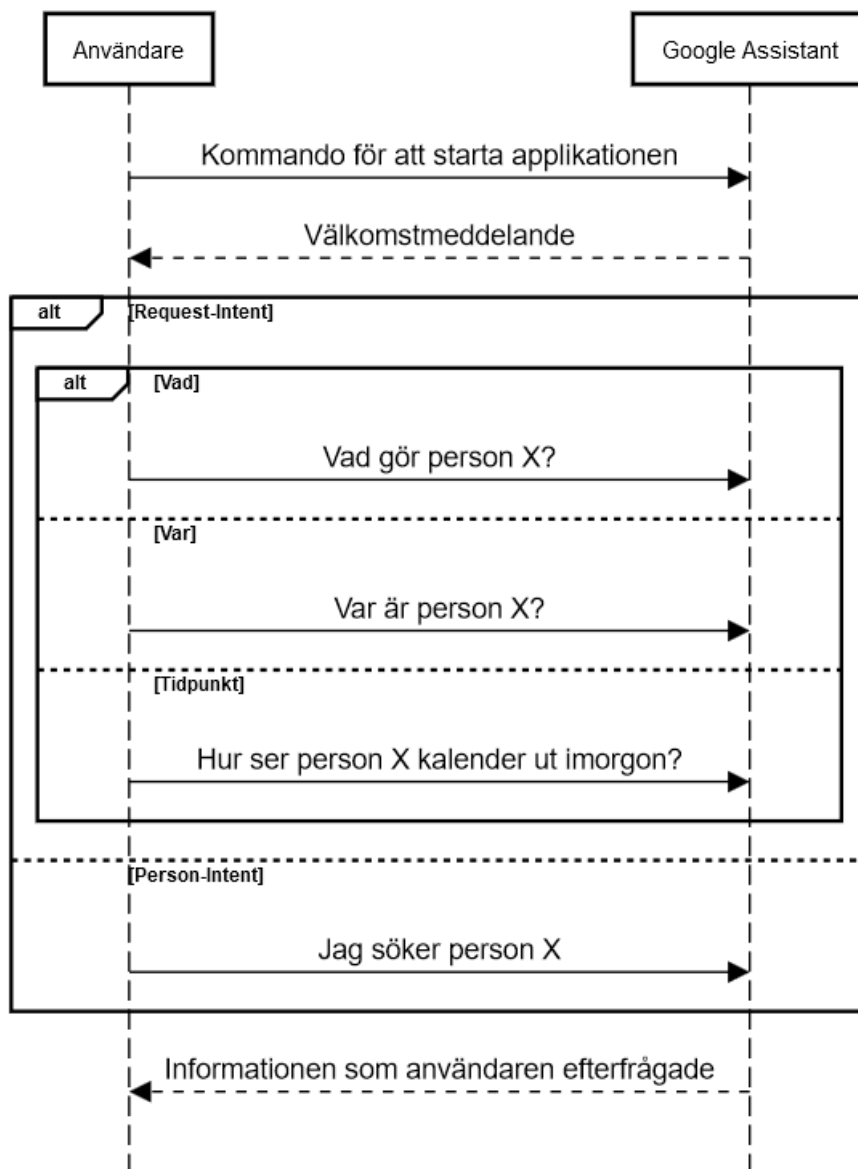 Användare
Google Assistant
Kommando för att starta applikationen
Välkomstmeddelande
alt
[Request-Intent]
alt
[Vad]
Vad gör person X?
[Var]
Var är person X?
[Tidpunkt]
Hur ser person X kalender ut imorgon?
[Person-Intent]
Jag söker person X
Informationen som användaren efterfrågade